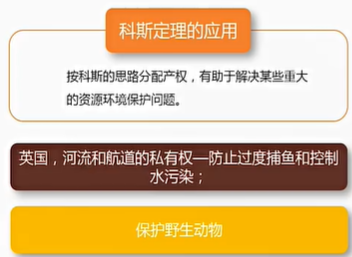 科斯定理的应用
按科斯的思路分配产权，有助于解决某些重大
的资源环境保护问题。
英国，河流和航道的私有权—防止过度捕鱼和控制
水污染；
保护野生动物